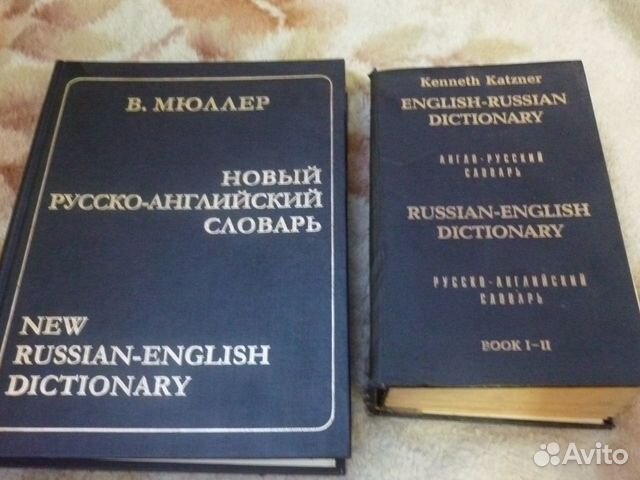 В. МЮЛЛЕР
НОВЫЙ
РУССКО-АНГЛИЙСКИЙ
СЛОВАРЬ
NEW
RUSSIAN-ENGLISH
DICTIONARY
Kenneth Katzner
ENGLISH-RUSSIAN
DICTIONARY
АНГЛО-РУССКИЙ
СЛОВАРЬ
RUSSIAN-ENGLISH
DICTIONARY
РУССКО-АНГЛИЙСКИЙ
СЛОВАРЬ
BOOK I-II
Avito